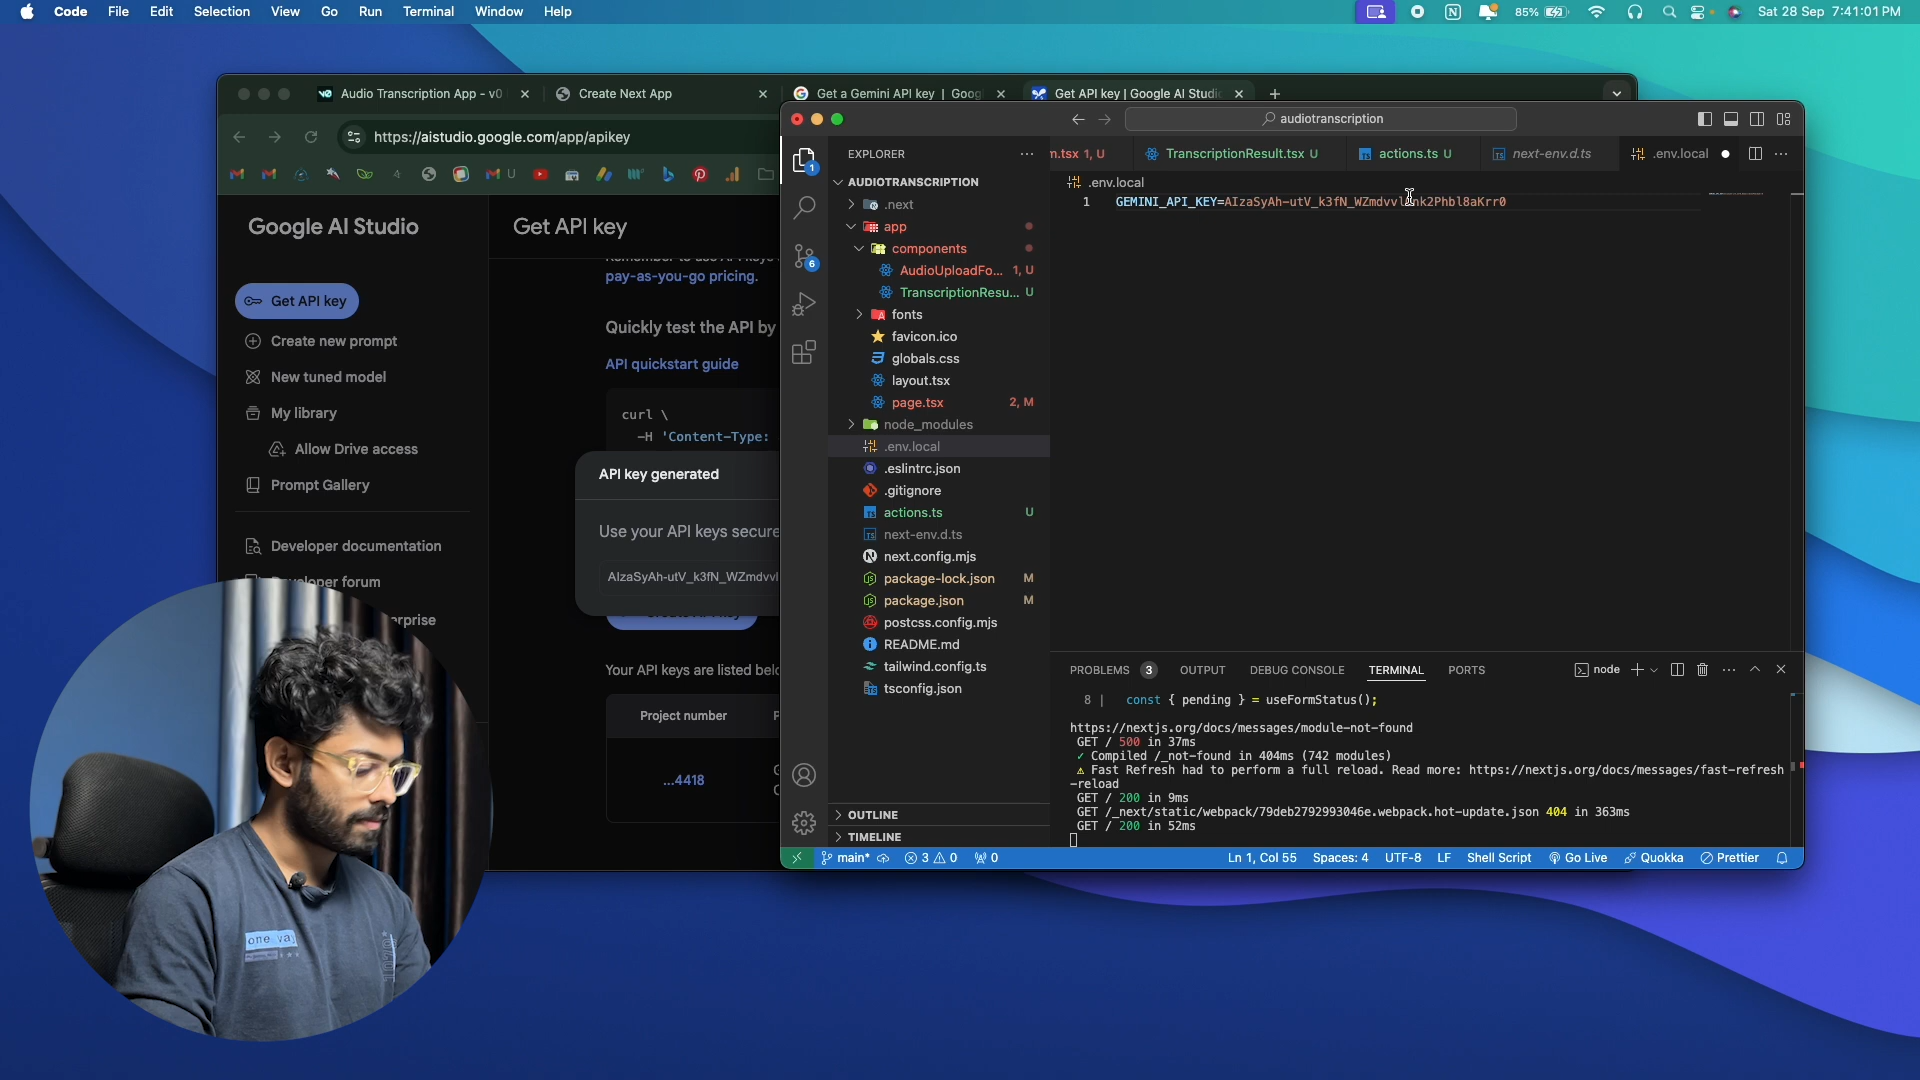 Code File Edit Selection View Go Run Terminal Window Help
85%
Sat 28 Sep 7:41:01 PM
Audio Transcription App - v0
Create Next App
Get a Gemini API key | Goog
Get API key | Google AI Studio
https://aistudio.google.com/app/apikey
U
Google AI Studio
Get API key
Create new prompt
New tuned model
My library
Allow Drive access
Prompt Gallery
Developer documentation
Developer forum
erprise
Get API key
pay-as-you-go pricing.
Quickly test the API by
API quickstart guide
curl \
-H 'Content-Type:
API key generated
Use your API keys secure
Your API keys are listed belo
Project number
...4418
audiotranscription
EXPLORER
AUDIOTRANSCRIPTION
.next
app
components
AudioUploadFo... 1, U
TranscriptionResu... U
fonts
favicon.ico
globals.css
layout.tsx
page.tsx 2, M
node_modules
.env.local
.eslintrc.json
.gitignore
actions.ts U
next-env.d.ts
next.config.mjs
package-lock.json M
package.json M
postcss.config.mjs
README.md
tailwind.config.ts
tsconfig.json
OUTLINE
TIMELINE
1
6
m.tsx 1, U
TranscriptionResult.tsx U
actions.ts U
next-env.d.ts
.env.local
.env.local
1 GEMINI_API_KEY=
PROBLEMS 3 OUTPUT DEBUG CONSOLE TERMINAL PORTS
node
8 | const { pending } = useFormStatus();
https://nextjs.org/docs/messages/module-not-found
GET / 500 in 37ms
✓ Compiled /_not-found in 404ms (742 modules)
⚠ Fast Refresh had to perform a full reload. Read more: https://nextjs.org/docs/messages/fast-refresh
-reload
GET / 200 in 9ms
GET /_next/static/webpack/79deb2792993046e.webpack.hot-update.json 404 in 363ms
GET / 200 in 52ms
main* 3 0 0
Ln 1, Col 55 Spaces: 4 UTF-8 LF Shell Script Go Live Quokka Prettier
one va